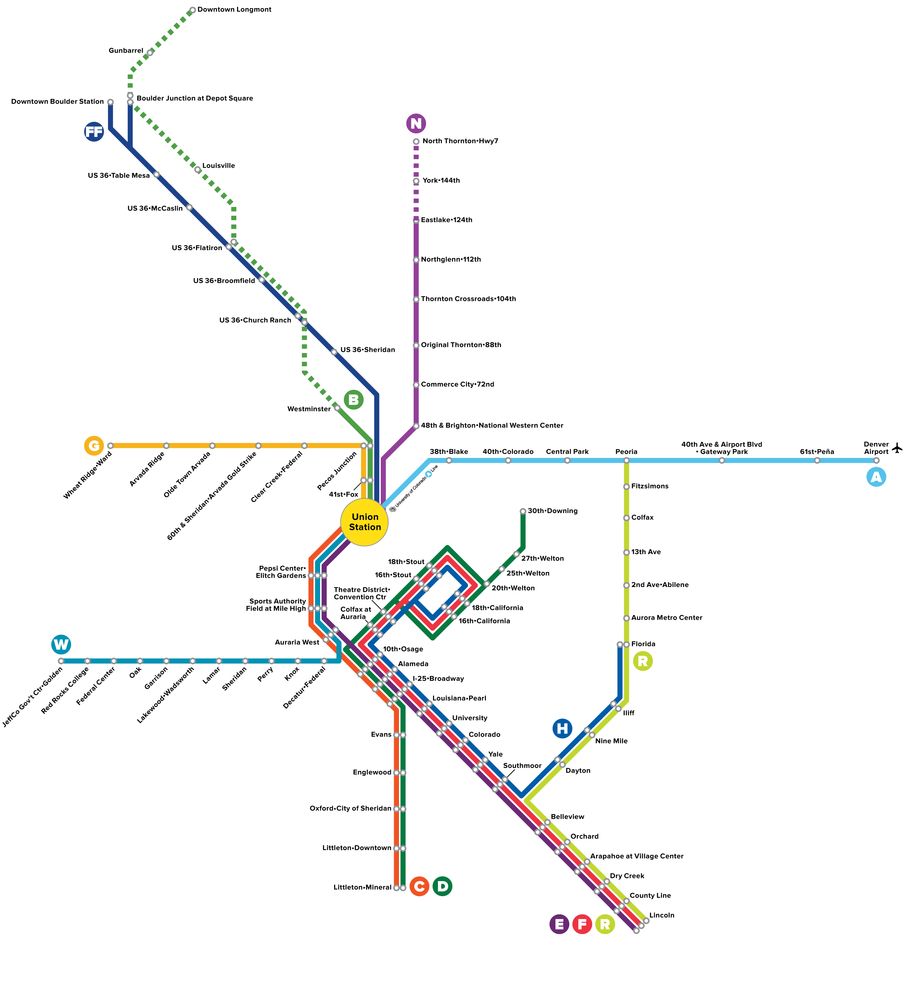 Downtown Longmont
Gunbarrel
Boulder Junction at Depot Square
Downtown Boulder Station
FF
N
North Thornton•Hwy7
Louisville
US 36•Table Mesa
York•144th
US 36•McCaslin
Eastlake•124th
US 36•Flatiron
Northglenn•112th
US 36•Broomfield
Thornton Crossroads•104th
US 36•Church Ranch
Original Thornton•88th
US 36•Sheridan
Commerce City•72nd
B
Westminster
48th & Brighton•National Western Center
G
Wheat Ridge•Ward
Arvada Ridge
Olde Town Arvada
60th & Sheridan•Arvada Gold Strike
Clear Creek•Federal
Pecos Junction
41st•Fox
38th•Blake
40th•Colorado
Central Park
Peoria
40th Ave & Airport Blvd
• Gateway Park
61st•Peña
Denver
Airport
A
University of Colorado A Line
Union
Station
Fitzsimons
Colfax
13th Ave
2nd Ave•Abilene
Aurora Metro Center
Florida
R
30th•Downing
27th•Welton
25th•Welton
20th•Welton
18th•Stout
16th•Stout
18th•California
16th•California
Theatre District•
Convention Ctr
Colfax at
Auraria
Pepsi Center•
Elitch Gardens
Sports Authority
Field at Mile High
Auraria West
W
JeffCo Gov't Ctr•Golden
Red Rocks College
Federal Center
Oak
Garrison
Lakewood•Wadsworth
Lamar
Sheridan
Perry
Knox
Decatur•Federal
10th•Osage
Alameda
I-25•Broadway
Louisiana•Pearl
University
Colorado
Yale
Southmoor
H
Iliff
Nine Mile
Dayton
Evans
Englewood
Oxford•City of Sheridan
Littleton•Downtown
Littleton•Mineral
C D
Belleview
Orchard
Arapahoe at Village Center
Dry Creek
County Line
Lincoln
E F R